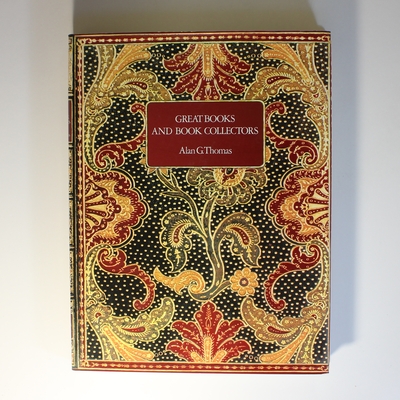 GREAT BOOKS
AND BOOK COLLECTORS
Alan G. Thomas